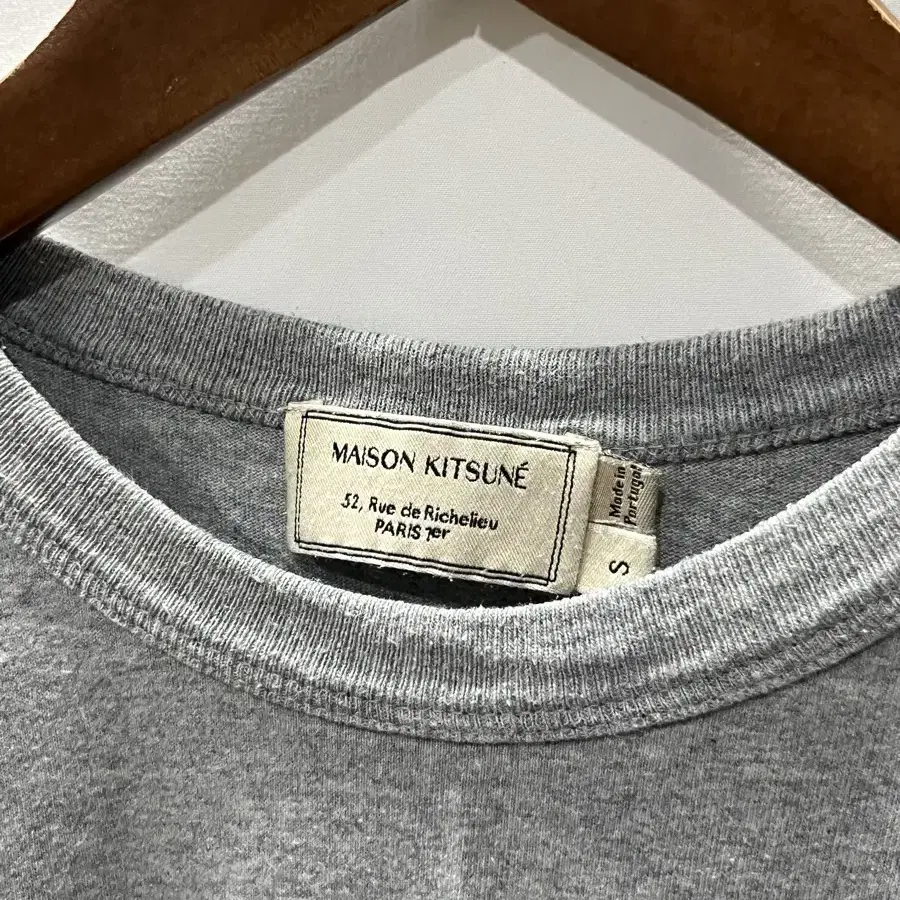 MAISON KITSUNÉ
52, Rue de Richelieu
PARIS 1er
Made in
Portugal
S